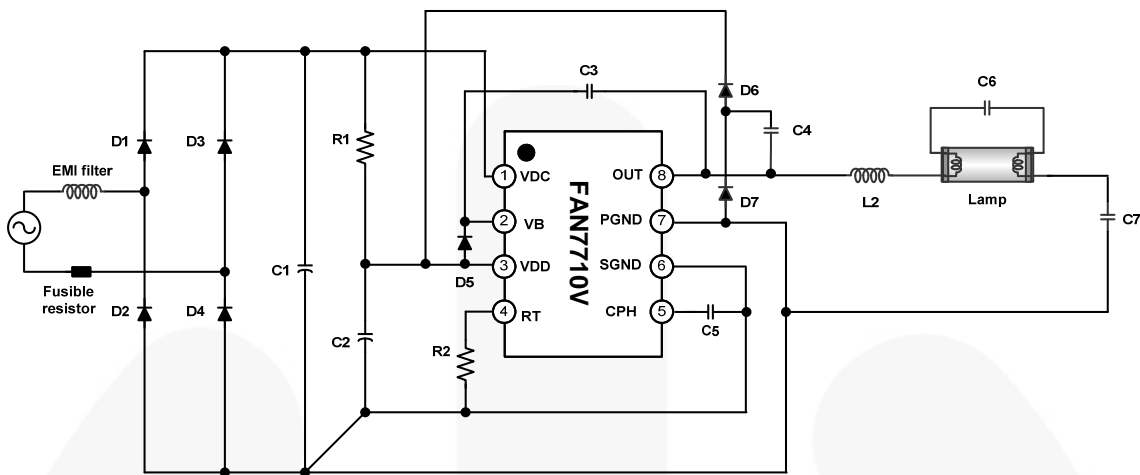 C3
D6
C6
D1
D3
R1
C4
EMI filter
1
VDC
OUT
8
L2
Lamp
FAN7710V
2
VB
PGND
7
D7
C7
C1
3
VDD
SGND
6
D5
Fusible
resistor
D2
D4
4
RT
CPH
5
C5
C2
R2